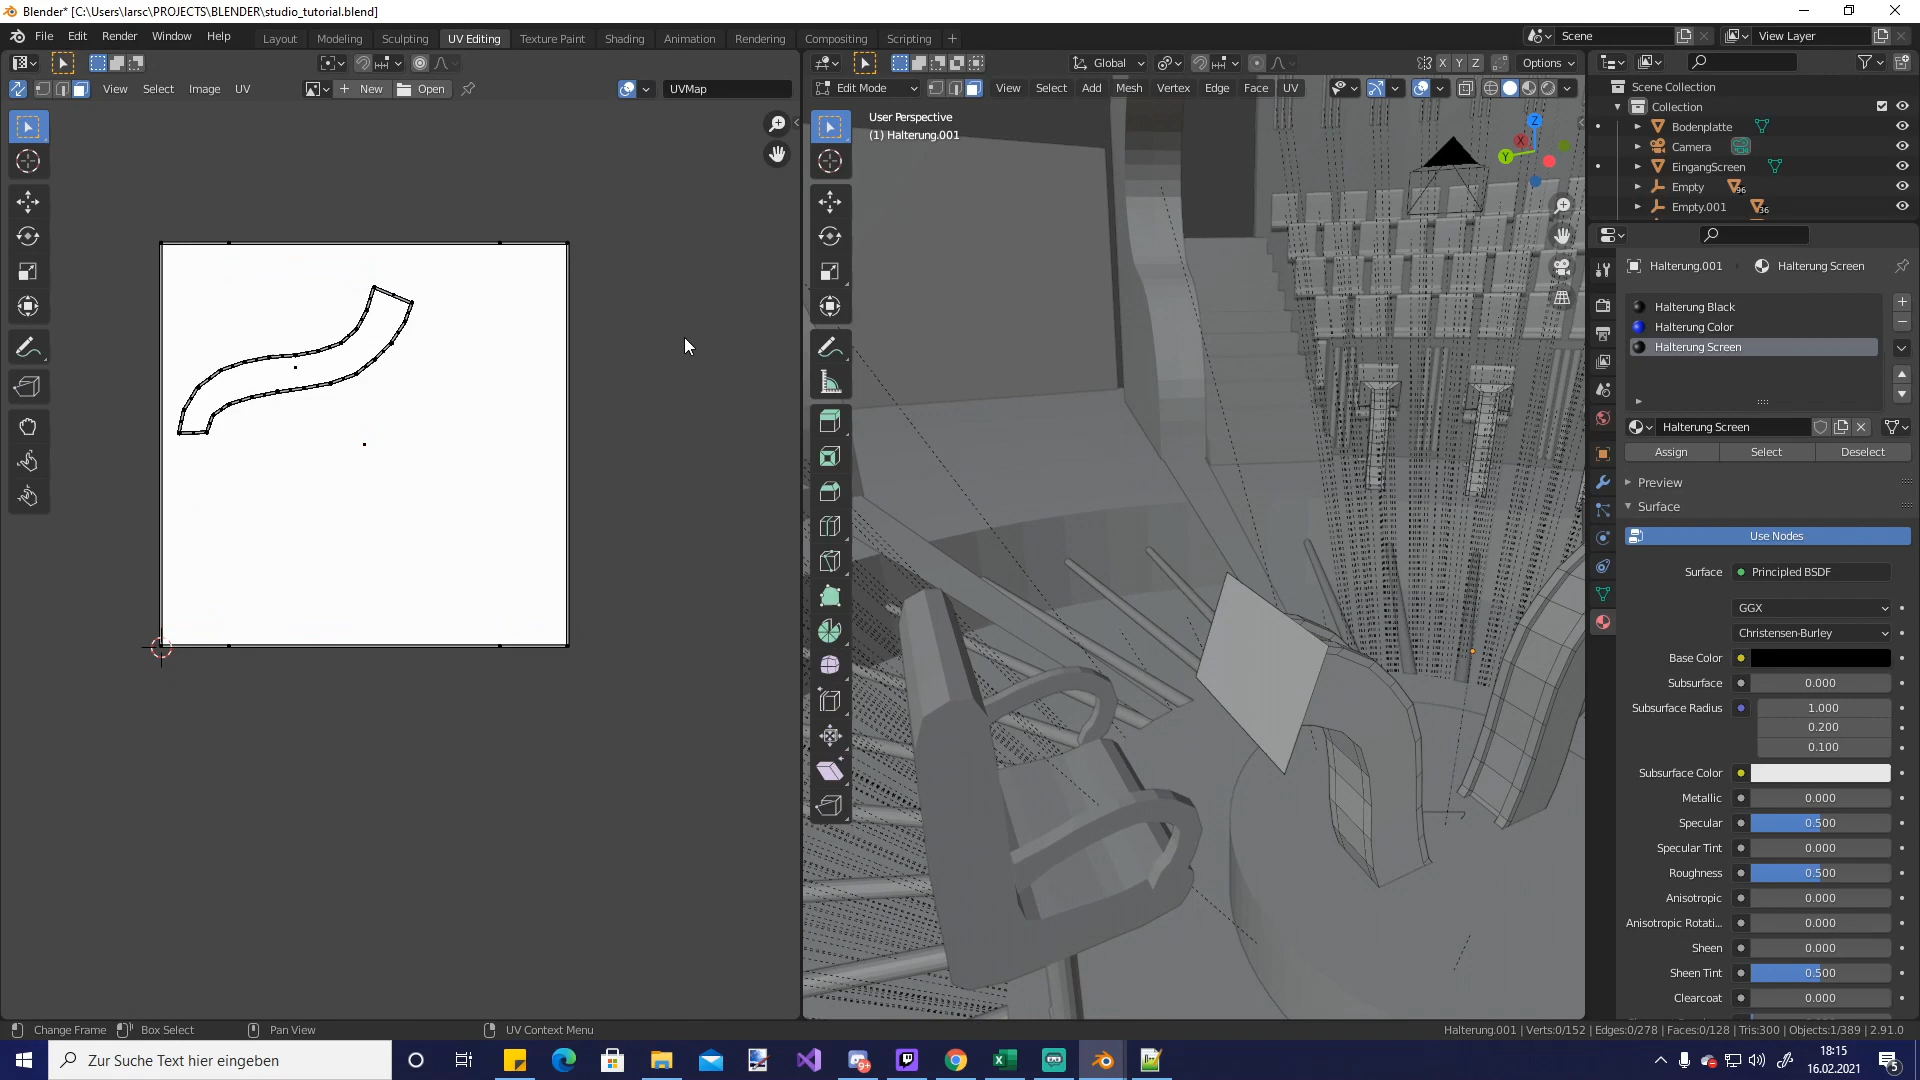 Blender* [C:\Users\larsc\PROJECTS\BLENDER\studio_tutorial.blend]
File Edit Render Window Help Layout Modeling Sculpting UV Editing Texture Paint Shading Animation Rendering Compositing Scripting + Scene View Layer
Global X Y Z Options
View Select Image UV New Open UVMap
Edit Mode View Select Add Mesh Vertex Edge Face UV
Scene Collection
Collection
Bodenplatte
Camera
EingangScreen
Empty 96
Empty.001 36
User Perspective
(1) Halterung.001
Z
X
Y
Halterung.001 Halterung Screen
Halterung Black
Halterung Color
Halterung Screen
Halterung Screen
Assign Select Deselect
Preview
Surface
Use Nodes
Surface Principled BSDF
GGX
Christensen-Burley
Base Color
Subsurface 0.000
Subsurface Radius 1.000
0.200
0.100
Subsurface Color
Metallic 0.000
Specular 0.500
Specular Tint 0.000
Roughness 0.500
Anisotropic 0.000
Anisotropic Rotati... 0.000
Sheen 0.000
Sheen Tint 0.500
Clearcoat 0.000
Change Frame Box Select Pan View UV Context Menu Halterung.001 | Verts:0/152 | Edges:0/278 | Faces:0/128 | Tris:300 | Objects:1/389 | 2.91.0
Zur Suche Text hier eingeben
9+
18:15
16.02.2021
5